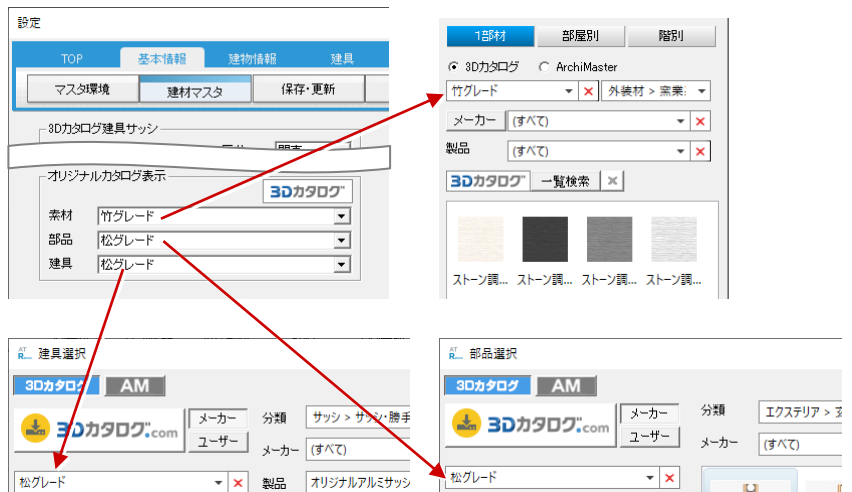 設定
TOP 基本情報 建物情報 建具
マスタ環境 建材マスタ 保存・更新
3Dカタログ建具サッシ
オリジナルカタログ表示
3Dカタログ
素材 竹グレード
部品 松グレード
建具 松グレード
1部材 部屋別 階別
3Dカタログ ArchiMaster
竹グレード 外装材 > 窯業:
メーカー (すべて)
製品 (すべて)
3Dカタログ 一覧検索
ストーン調... ストーン調... ストーン調... ストーン調...
建具選択
3Dカタログ AM
3Dカタログ.com メーカー 分類 サッシ > サッシ・勝手
ユーザー メーカー (すべて)
松グレード 製品 オリジナルアルミサッシ
部品選択
3Dカタログ AM
3Dカタログ.com メーカー 分類 エクステリア >
ユーザー メーカー (すべて)
松グレード